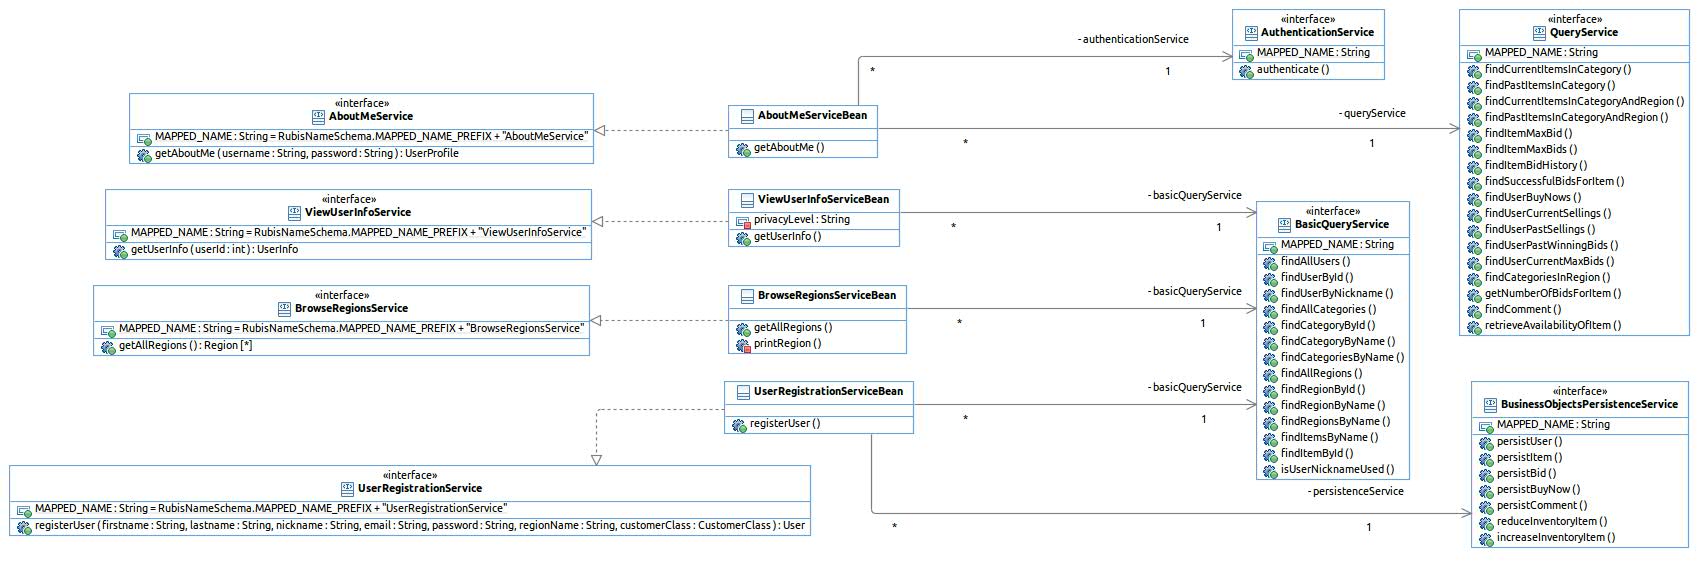 «interface»
AboutMeService
MAPPED_NAME : String = RubisNameSchema.MAPPED_NAME_PREFIX + "AboutMeService"
getAboutMe ( username : String, password : String ) : UserProfile
«interface»
ViewUserInfoService
MAPPED_NAME : String = RubisNameSchema.MAPPED_NAME_PREFIX + "ViewUserInfoService"
getUserInfo ( userId : int ) : UserInfo
«interface»
BrowseRegionsService
MAPPED_NAME : String = RubisNameSchema.MAPPED_NAME_PREFIX + "BrowseRegionsService"
getAllRegions ( ) : Region [*]
«interface»
UserRegistrationService
MAPPED_NAME : String = RubisNameSchema.MAPPED_NAME_PREFIX + "UserRegistrationService"
registerUser ( firstname : String, lastname : String, nickname : String, email : String, password : String, regionName : String, customerClass : CustomerClass ) : User
AboutMeServiceBean
getAboutMe ( )
ViewUserInfoServiceBean
privacyLevel : String
getUserInfo ( )
BrowseRegionsServiceBean
getAllRegions ( )
printRegion ( )
UserRegistrationServiceBean
registerUser ( )
- authenticationService
*
1
- queryService
*
1
- basicQueryService
*
1
- basicQueryService
*
1
- basicQueryService
*
1
- persistenceService
*
1
«interface»
AuthenticationService
MAPPED_NAME : String
authenticate ( )
«interface»
BasicQueryService
MAPPED_NAME : String
findAllUsers ( )
findUserById ( )
findUserByNickname ( )
findAllCategories ( )
findCategoryById ( )
findCategoryByName ( )
findCategoriesByName ( )
findAllRegions ( )
findRegionById ( )
findRegionByName ( )
findRegionsByName ( )
findItemsByName ( )
findItemById ( )
isUserNicknameUsed ( )
«interface»
QueryService
MAPPED_NAME : String
findCurrentItemsInCategory ( )
findPastItemsInCategory ( )
findCurrentItemsInCategoryAndRegion ( )
findPastItemsInCategoryAndRegion ( )
findItemMaxBid ( )
findItemMaxBids ( )
findItemBidHistory ( )
findSuccessfulBidsForItem ( )
findUserBuyNows ( )
findUserCurrentSellings ( )
findUserPastSellings ( )
findUserPastWinningBids ( )
findUserCurrentMaxBids ( )
findCategoriesInRegion ( )
getNumberOfBidsForItem ( )
findComment ( )
retrieveAvailabilityOfItem ( )
«interface»
BusinessObjectsPersistenceService
MAPPED_NAME : String
persistUser ( )
persistItem ( )
persistBid ( )
persistBuyNow ( )
persistComment ( )
reduceInventoryItem ( )
increaseInventoryItem ( )